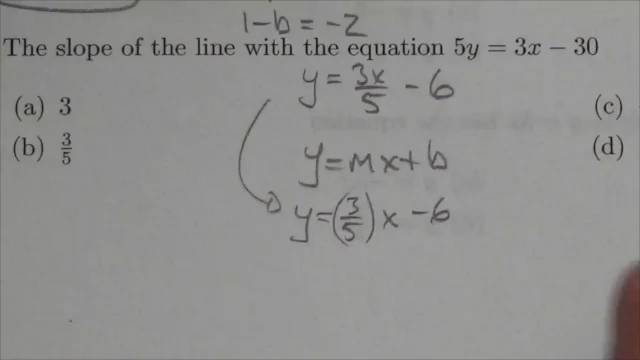 1-b = -2
The slope of the line with the equation 5y = 3x − 30
y = 3x/5 - 6
(a) 3
(c)
y = mx + b
(b) 3/5
(d)
y = (3/5) x - 6